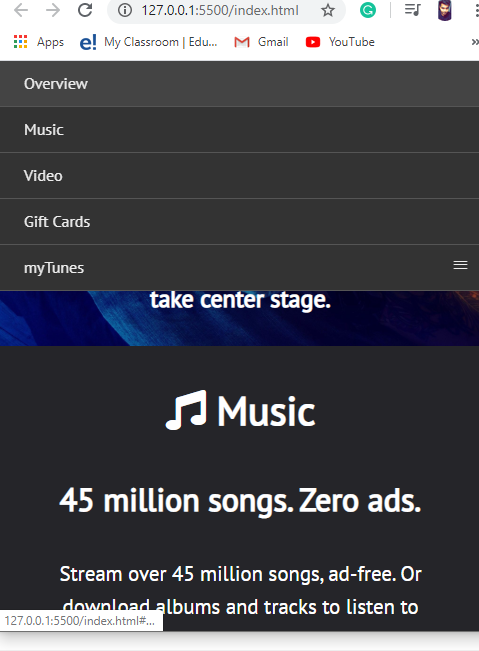 127.0.0.1:5500/index.html
Apps e! My Classroom | Edu... Gmail YouTube »
Overview
Music
Video
Gift Cards
myTunes
take center stage.
Music
45 million songs. Zero ads.
Stream over 45 million songs, ad-free. Or
download albums and tracks to listen to
127.0.0.1:5500/index.html#...